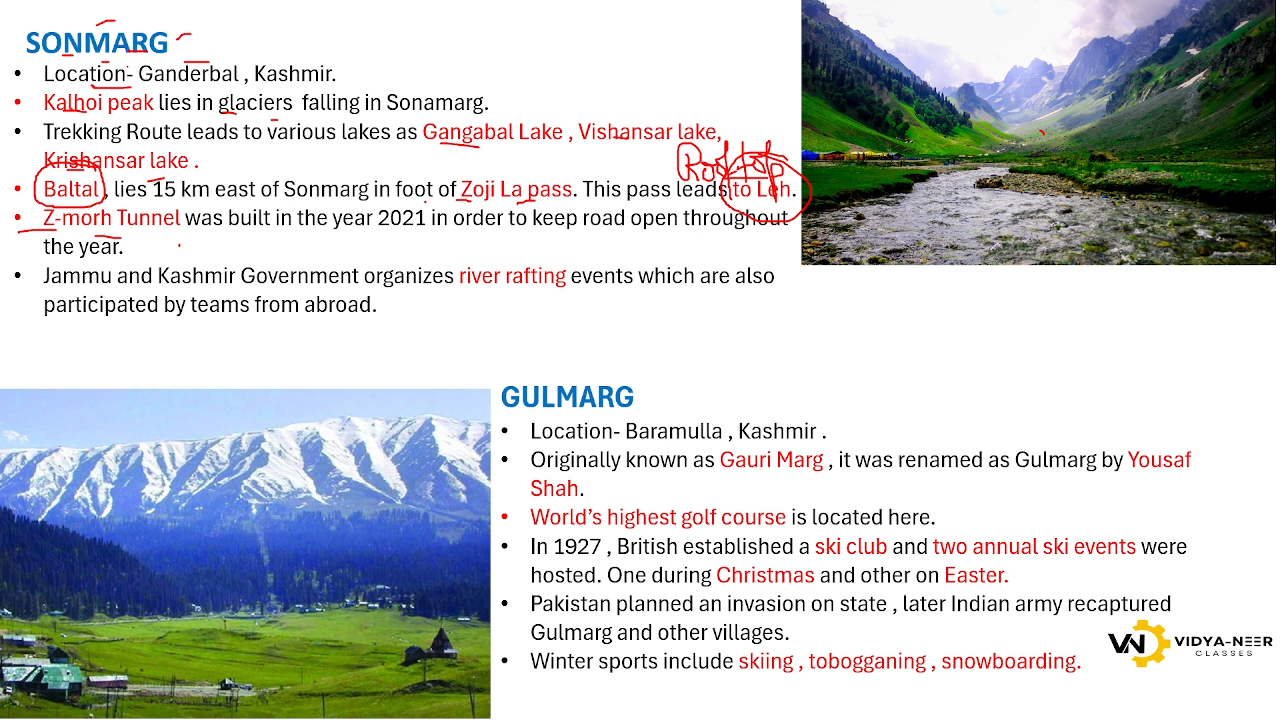 SONMARG
• Location- Ganderbal , Kashmir.
• Kalhoi peak lies in glaciers falling in Sonamarg.
• Trekking Route leads to various lakes as Gangabal Lake , Vishansar lake,
Krishansar lake .
Rooftop
• Baltal , lies 15 km east of Sonmarg in foot of Zoji La pass. This pass leads to Leh.
• Z-morh Tunnel was built in the year 2021 in order to keep road open throughout
the year.
• Jammu and Kashmir Government organizes river rafting events which are also
participated by teams from abroad.
GULMARG
• Location- Baramulla , Kashmir .
• Originally known as Gauri Marg , it was renamed as Gulmarg by Yousaf
Shah.
• World’s highest golf course is located here.
• In 1927 , British established a ski club and two annual ski events were
hosted. One during Christmas and other on Easter.
• Pakistan planned an invasion on state , later Indian army recaptured
Gulmarg and other villages.
• Winter sports include skiing , tobogganing , snowboarding.
VN VIDYA-NEER
CLASSES